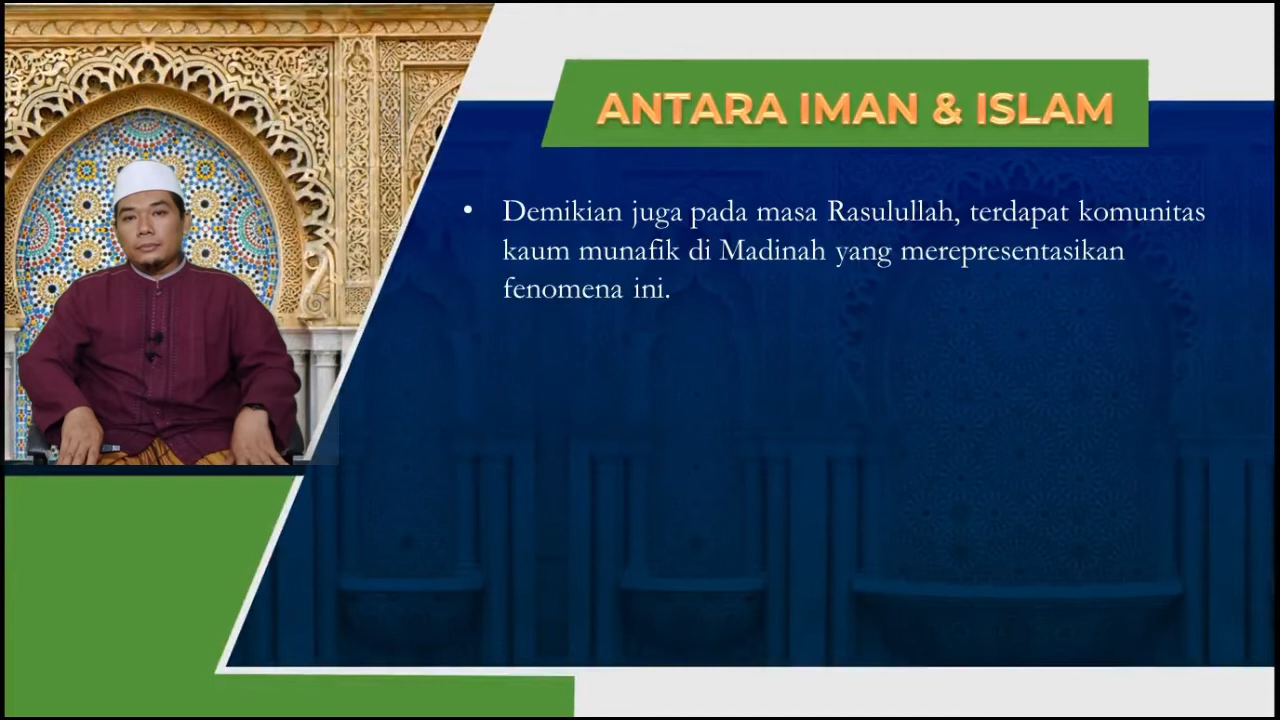 ANTARA IMAN & ISLAM
• Demikian juga pada masa Rasulullah, terdapat komunitas
kaum munafik di Madinah yang merepresentasikan
fenomena ini.